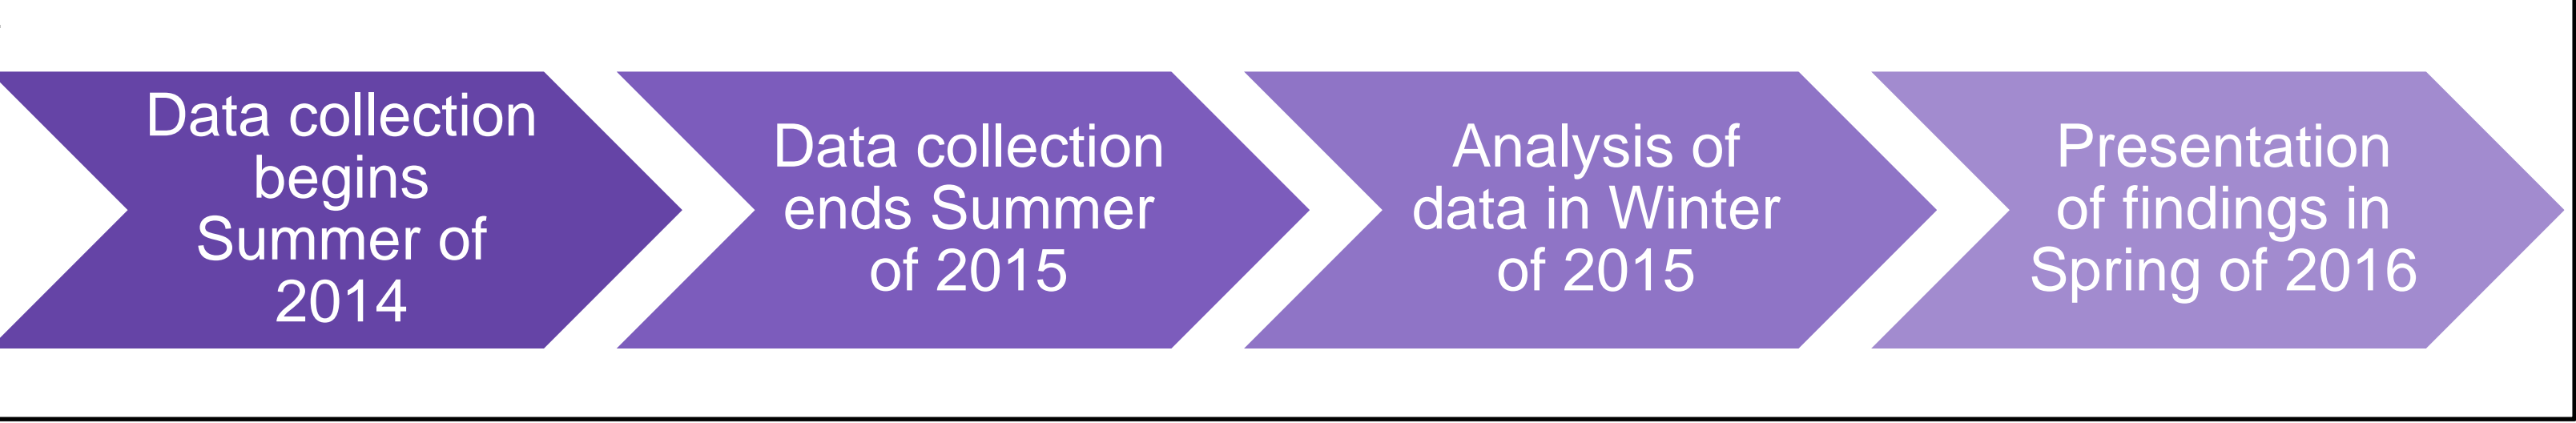 Data collection
begins
Summer of
2014
Data collection
ends Summer
of 2015
Analysis of
data in Winter
of 2015
Presentation
of findings in
Spring of 2016